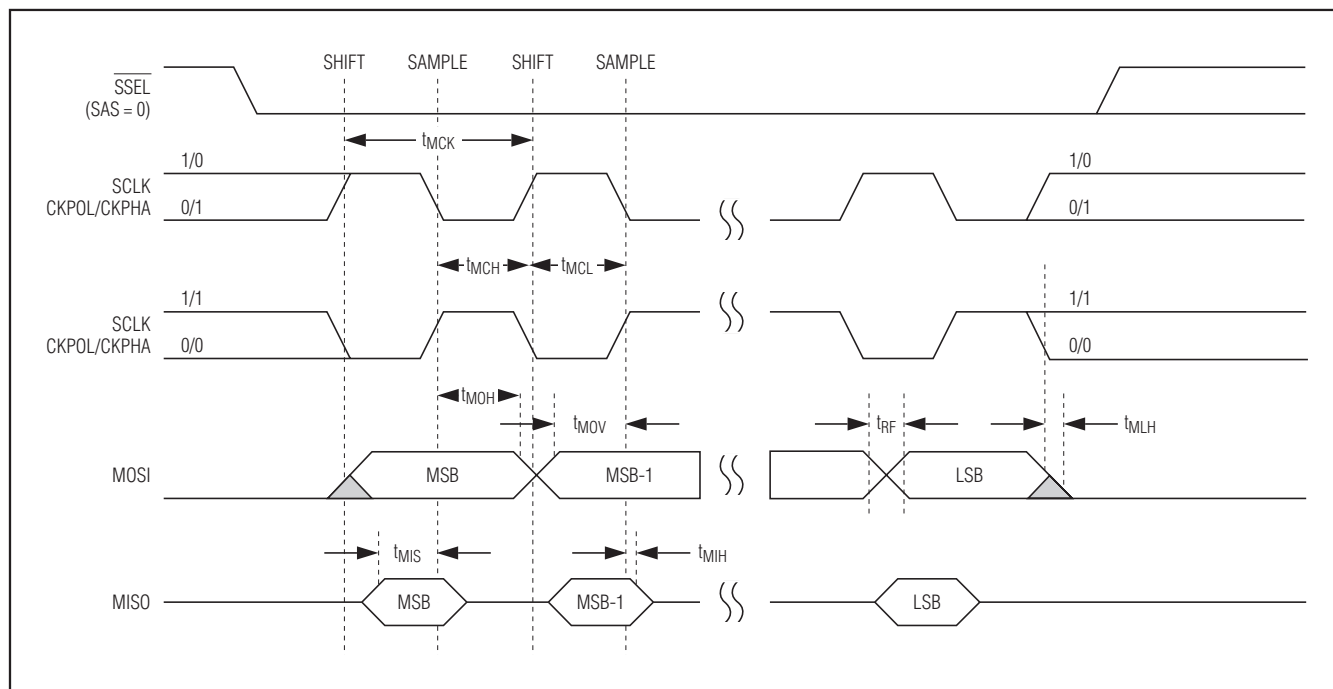 SHIFT SAMPLE SHIFT SAMPLE
SSEL
(SAS = 0)
tMCK
1/0 1/0
SCLK
CKPOL/CKPHA 0/1 0/1
tMCH tMCL
1/1 1/1
SCLK
CKPOL/CKPHA 0/0 0/0
tMOH
tMOV tRF tMLH
MOSI MSB MSB-1 LSB
tMIS tMIH
MISO MSB MSB-1 LSB